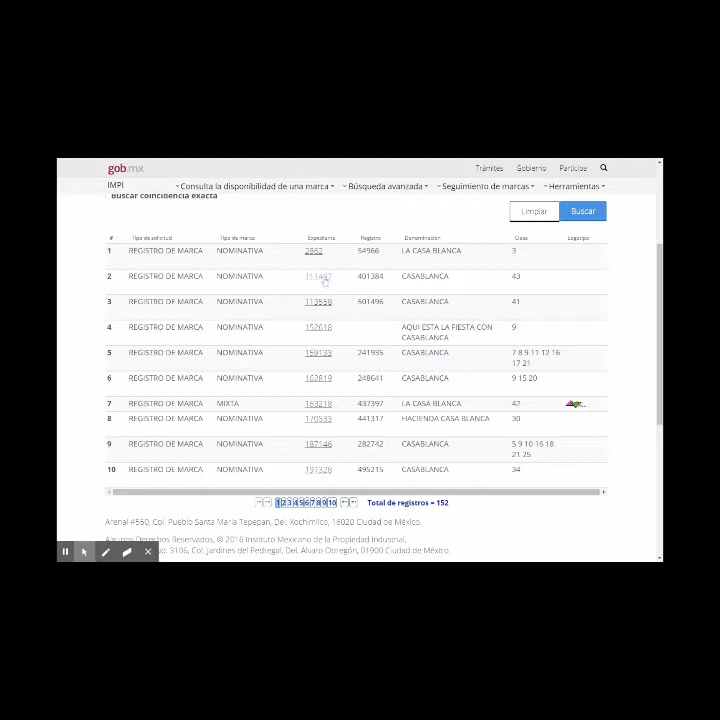 gob.mx Trámites Gobierno Participa
IMPI Consulta la disponibilidad de una marca Búsqueda avanzada Seguimiento de marcas Herramientas
Buscar coincidencia exacta
Limpiar Buscar
# Tipo de solicitud Tipo de marca Expediente Registro Denominación Clase Logotipo
1 REGISTRO DE MARCA NOMINATIVA 2862 54966 LA CASA BLANCA 3
2 REGISTRO DE MARCA NOMINATIVA 401384 CASABLANCA 43
3 REGISTRO DE MARCA NOMINATIVA 113558 501496 CASABLANCA 41
4 REGISTRO DE MARCA NOMINATIVA 152618 AQUI ESTA LA FIESTA CON 9
CASABLANCA
5 REGISTRO DE MARCA NOMINATIVA 159133 241935 CASABLANCA 7 8 9 11 12 16
17 21
6 REGISTRO DE MARCA NOMINATIVA 162819 248641 CASABLANCA 9 15 20
7 REGISTRO DE MARCA MIXTA 163218 437397 LA CASA BLANCA 42
8 REGISTRO DE MARCA NOMINATIVA 170533 441317 HACIENDA CASA BLANCA 30
9 REGISTRO DE MARCA NOMINATIVA 187146 282742 CASABLANCA 5 9 10 16 18
21 25
10 REGISTRO DE MARCA NOMINATIVA 191328 495215 CASABLANCA 34
1 2 3 4 5 6 7 8 9 10 Total de registros = 152
Arenal #550, Col. Pueblo Santa María Tepepan, Del. Xochimilco, 16020 Ciudad de México.
Algunos Derechos Reservados, © 2016 Instituto Mexicano de la Propiedad Industrial.
No. 3106, Col. Jardines del Pedregal, Del. Álvaro Obregón, 01900 Ciudad de México.